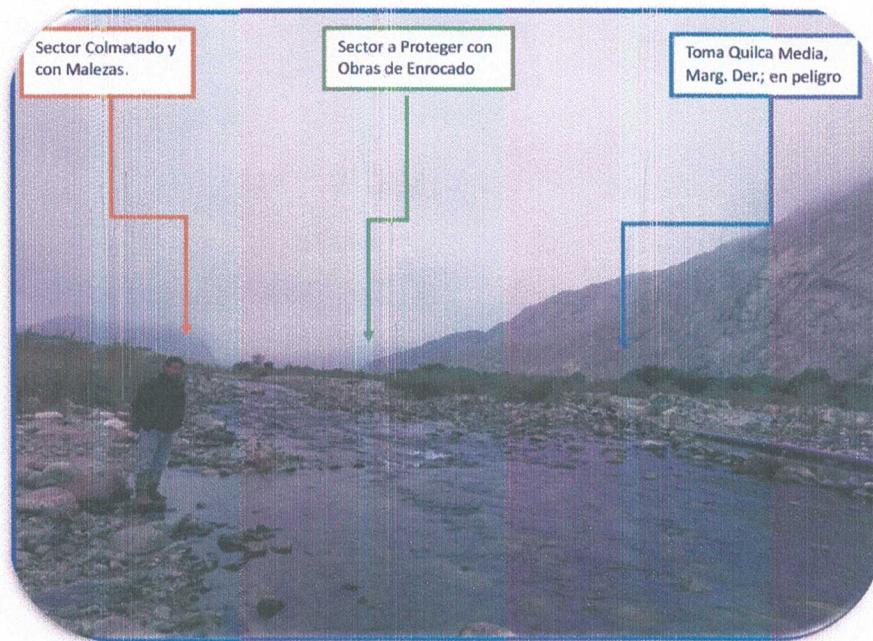 Sector Colmatado y
con Malezas.
Sector a Proteger con
Obras de Enrocado
Toma Quilca Media,
Marg. Der.; en peligro